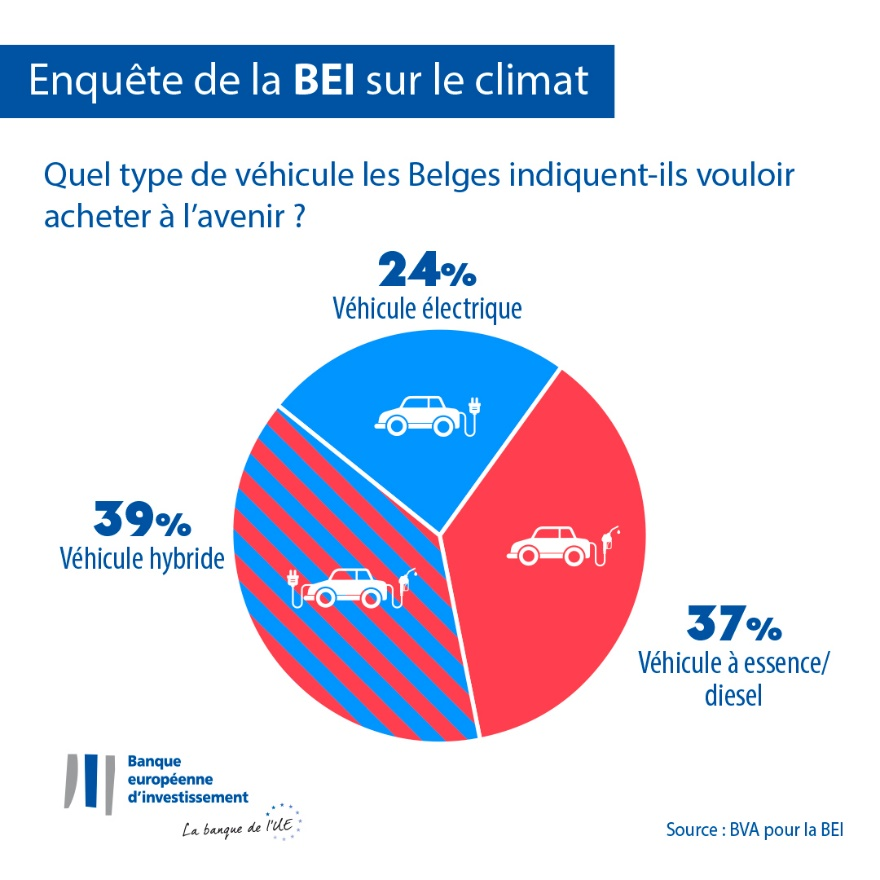 Enquête de la BEI sur le climat
Quel type de véhicule les Belges indiquent-ils vouloir
acheter à l’avenir ?
24%
Véhicule électrique
39%
Véhicule hybride
37%
Véhicule à essence/
diesel
Banque
européenne
d’investissement
La banque de l’UE
Source : BVA pour la BEI